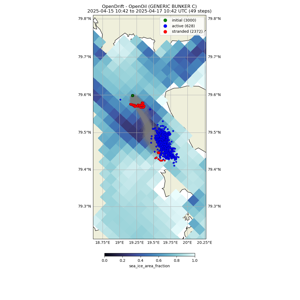 OpenDrift - OpenOil (GENERIC BUNKER C)
2025-04-15 10:42 to 2025-04-17 10:42 UTC (49 steps)
initial (3000)
active (628)
stranded (2372)
79.8°N
79.8°N
79.7°N
79.7°N
79.6°N
79.6°N
79.5°N
79.5°N
79.4°N
79.4°N
79.3°N
79.3°N
18.75°E 19°E 19.25°E 19.5°E 19.75°E 20°E 20.25°E
0.0 0.2 0.4 0.6 0.8 1.0
sea_ice_area_fraction